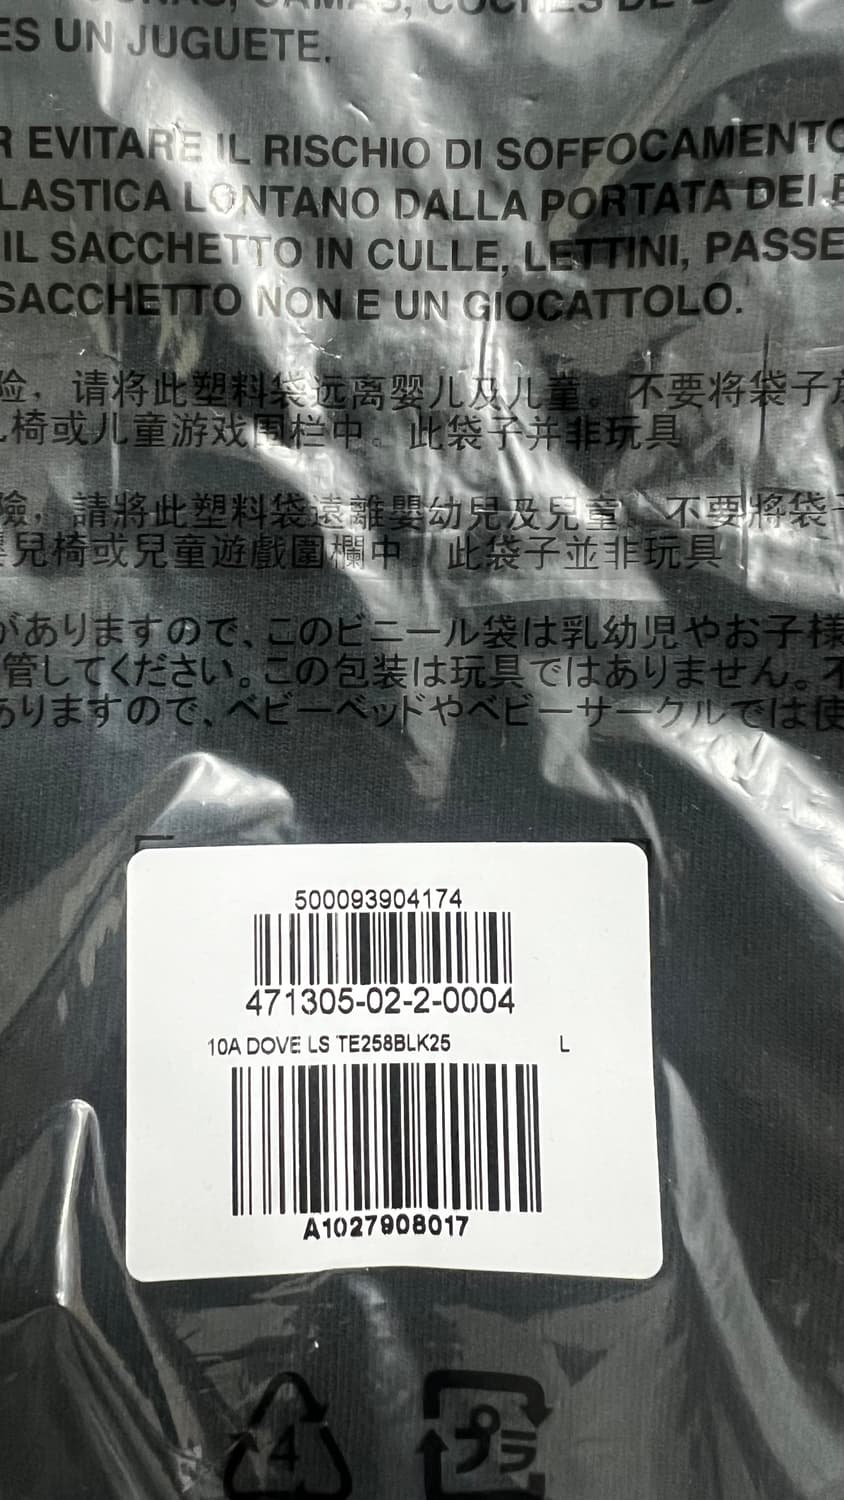 ES UN JUGUETE.
EVITARE IL RISCHIO DI SOFFOCAMENTO
LASTICA LONTANO DALLA PORTATA DEI
IL SACCHETTO IN CULLE, LETTINI, PASSE
SACCHETTO NON E UN GIOCATTOLO.
险，请将此塑料袋远离婴儿及儿童。不要将袋子
椅或儿童游戏围栏中。此袋子并非玩具
險，請將此塑料袋遠離嬰幼兒及兒童。不要將袋子
兒椅或兒童遊戲圍欄中。此袋子並非玩具
がありますので、このビニール袋は乳幼児やお子様
管してください。この包装は玩具ではありません。
ありますので、ベビーベッドやベビーサークルでは使
500093904174
471305-02-2-0004
10A DOVE LS TE258BLK25 L
A1027908017
4
プラ